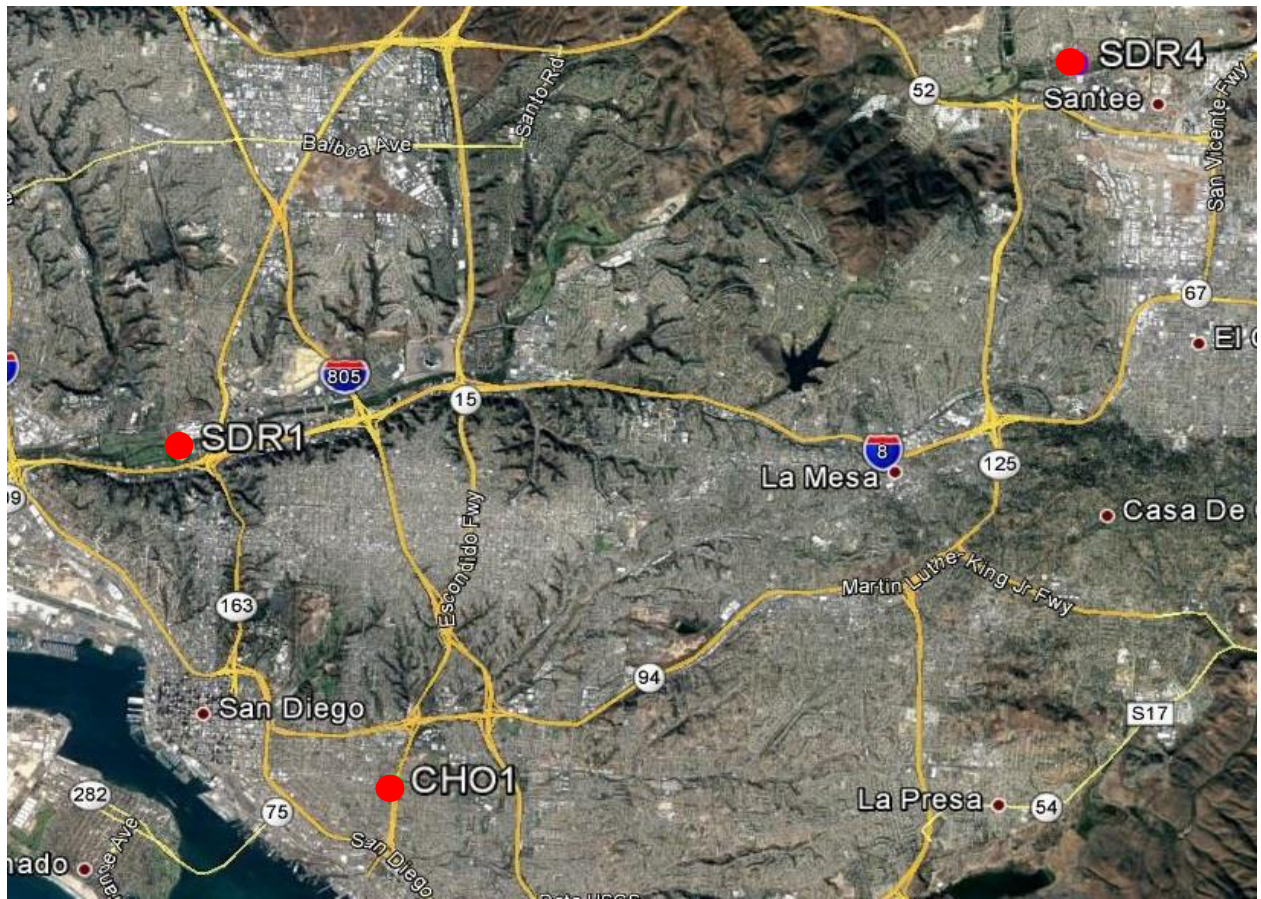 SDR4
52
Santee
Santo Rd
Balboa Ave
San Vicente Fwy
67
El
805
15
SDR1
8
125
La Mesa
Casa De
Escondido Fwy
Martin Luther King Jr Fwy
163
94
San Diego
S17
CHO1
282
75
La Presa
54
San Diego